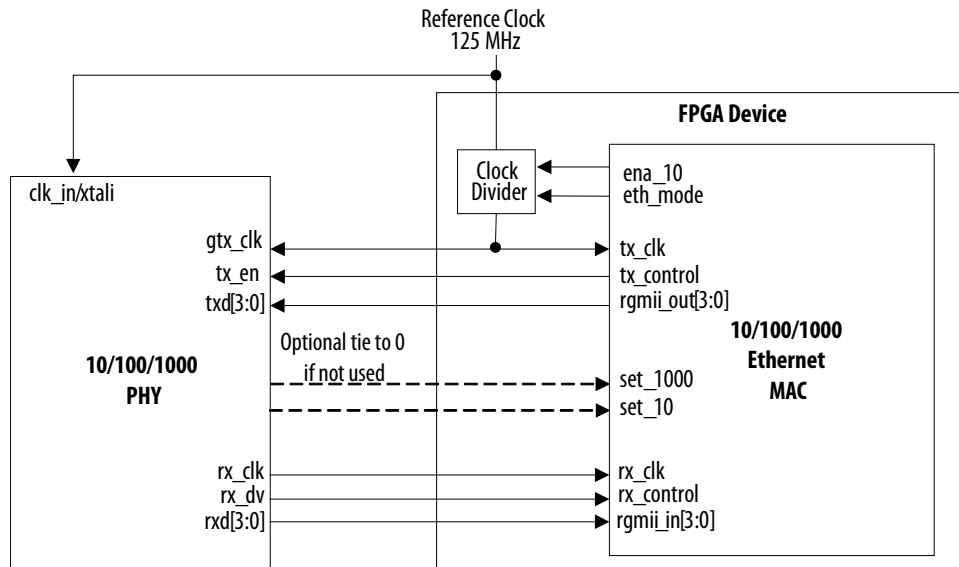 Reference Clock
125 MHz
FPGA Device
Clock
Divider
ena_10
eth_mode
clk_in/xtali
gtx_clk
tx_clk
tx_en
tx_control
txd[3:0]
rgmii_out[3:0]
Optional tie to 0
if not used
10/100/1000
PHY
10/100/1000
Ethernet
MAC
set_1000
set_10
rx_clk
rx_clk
rx_dv
rx_control
rxd[3:0]
rgmii_in[3:0]